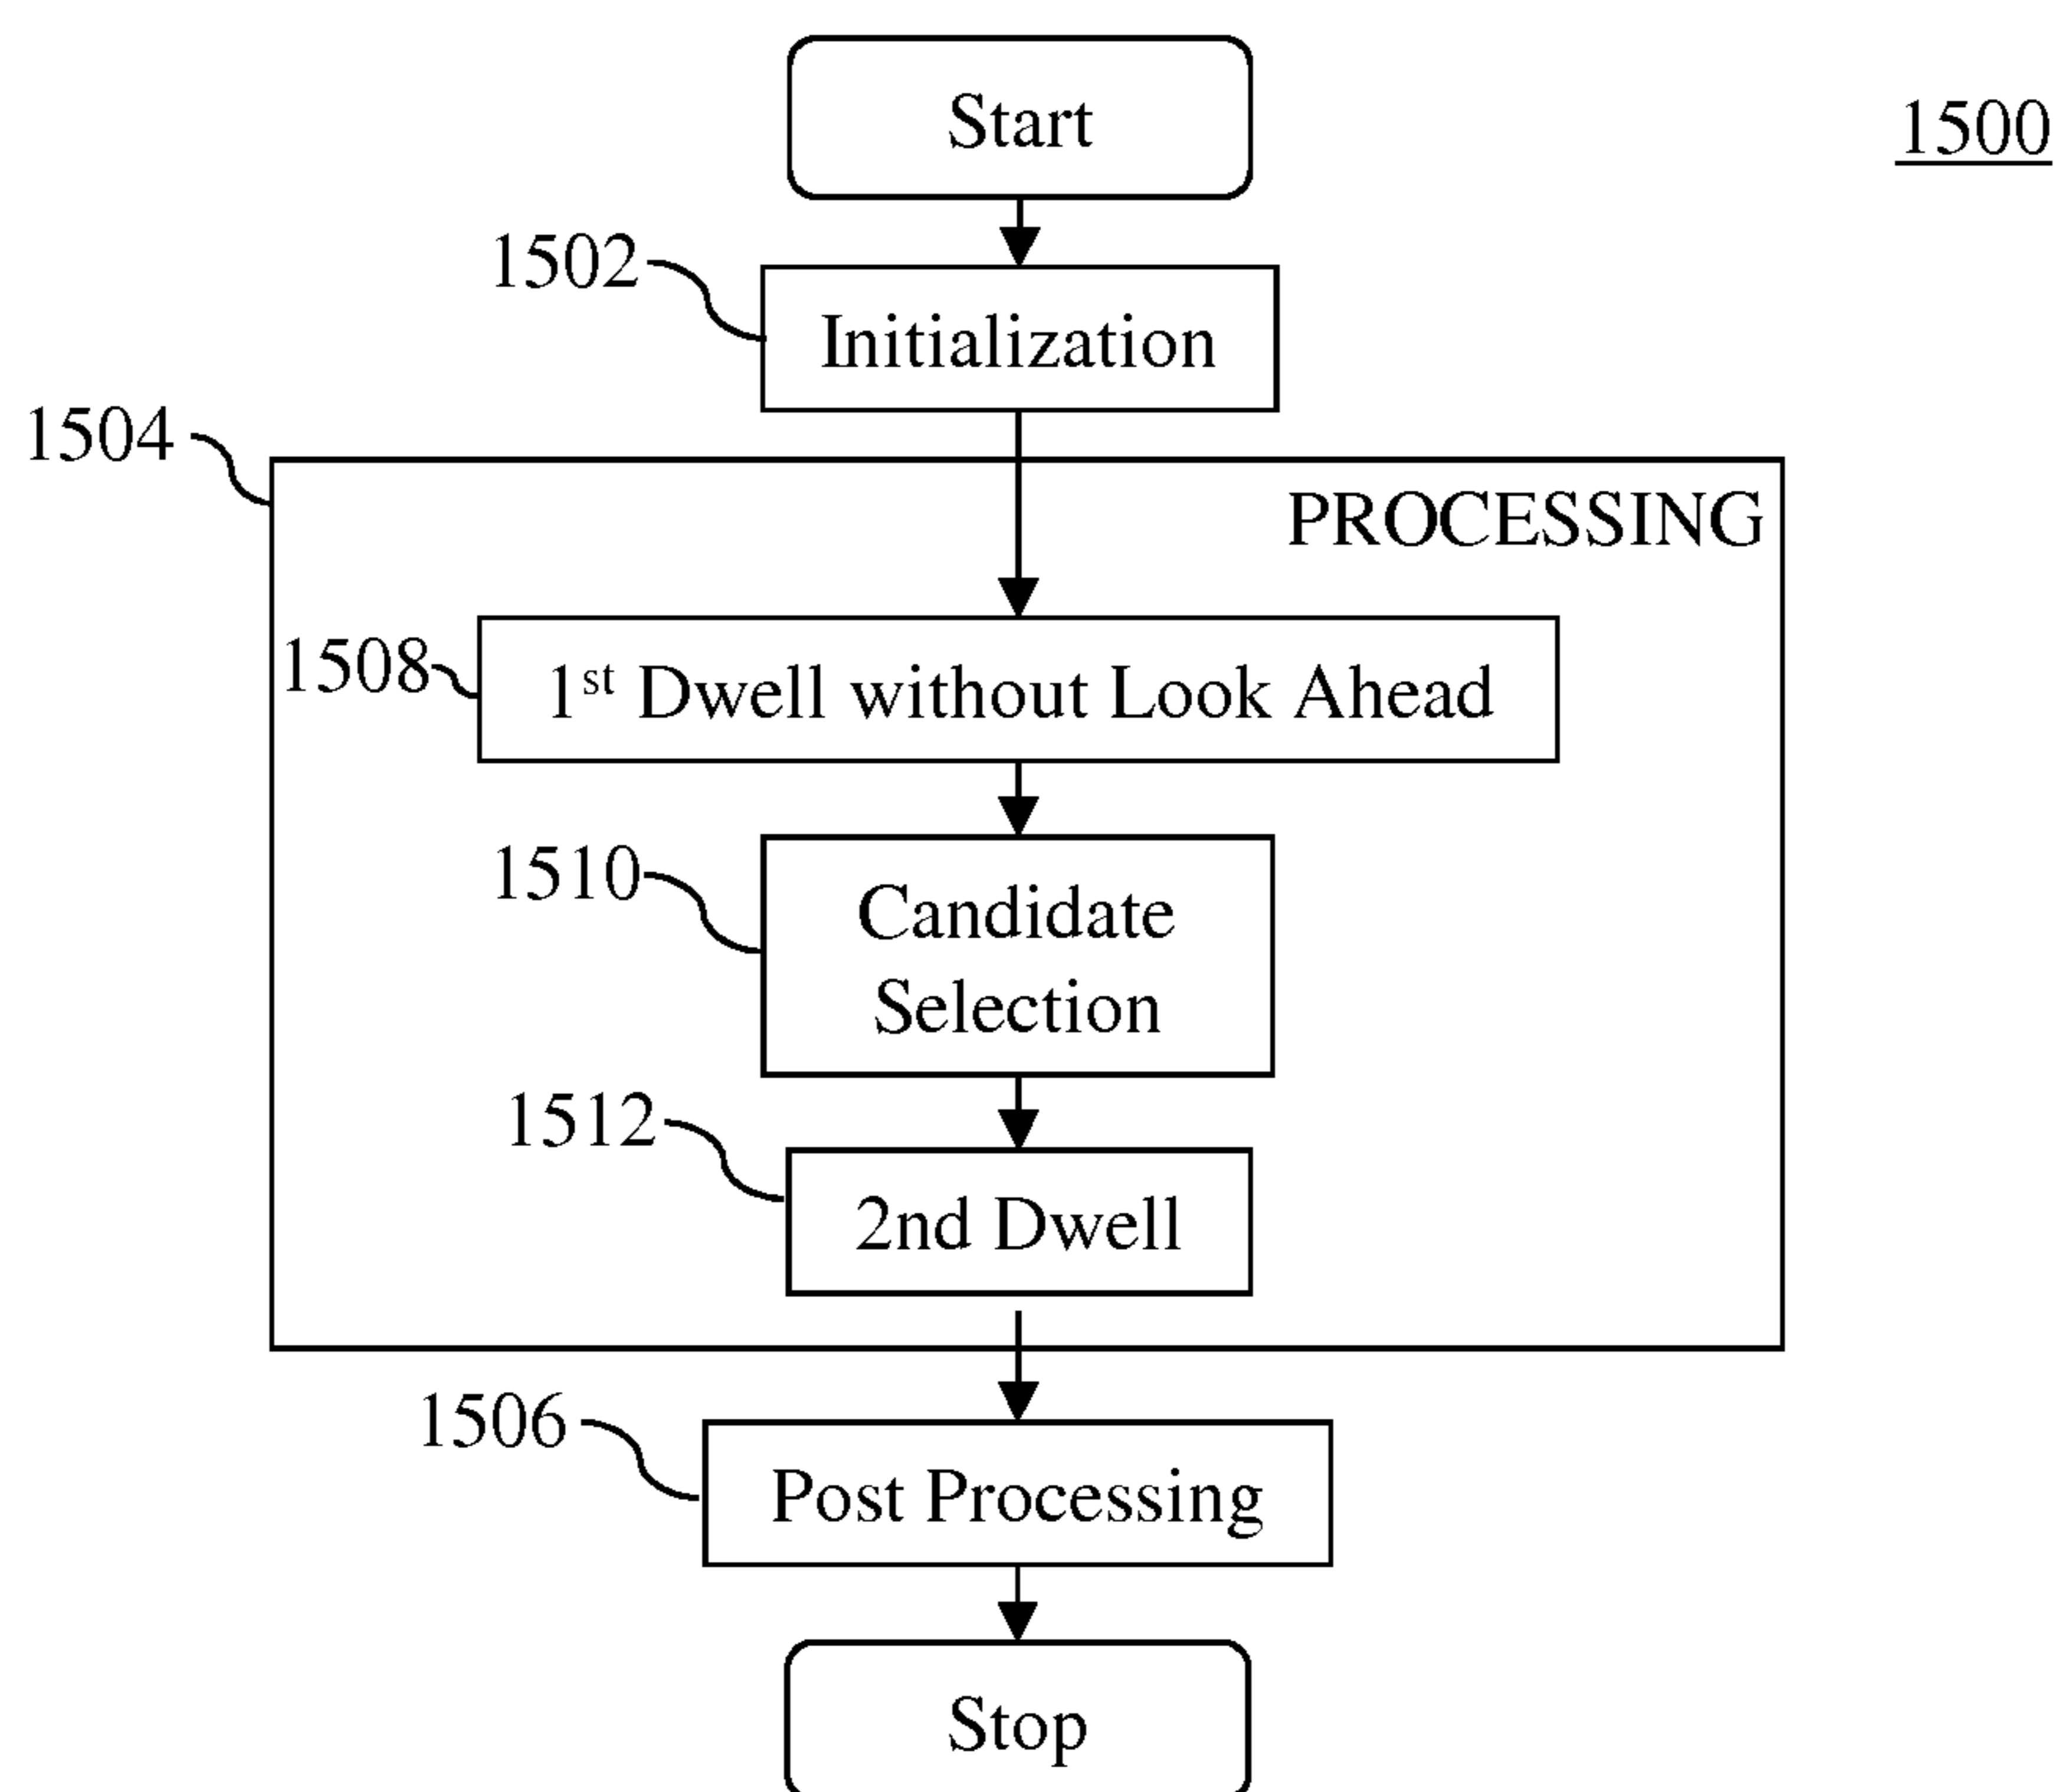 Start
1500
1502
Initialization
1504
PROCESSING
1508
1st Dwell without Look Ahead
1510
Candidate
Selection
1512
2nd Dwell
1506
Post Processing
Stop